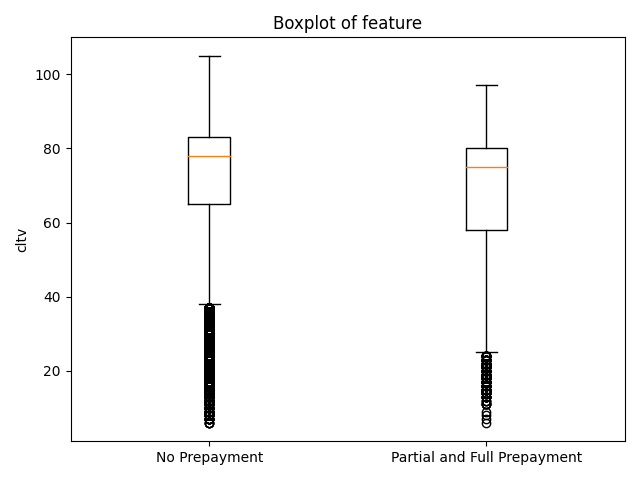 Boxplot of feature
100
80
60
40
20
cltv
No Prepayment
Partial and Full Prepayment